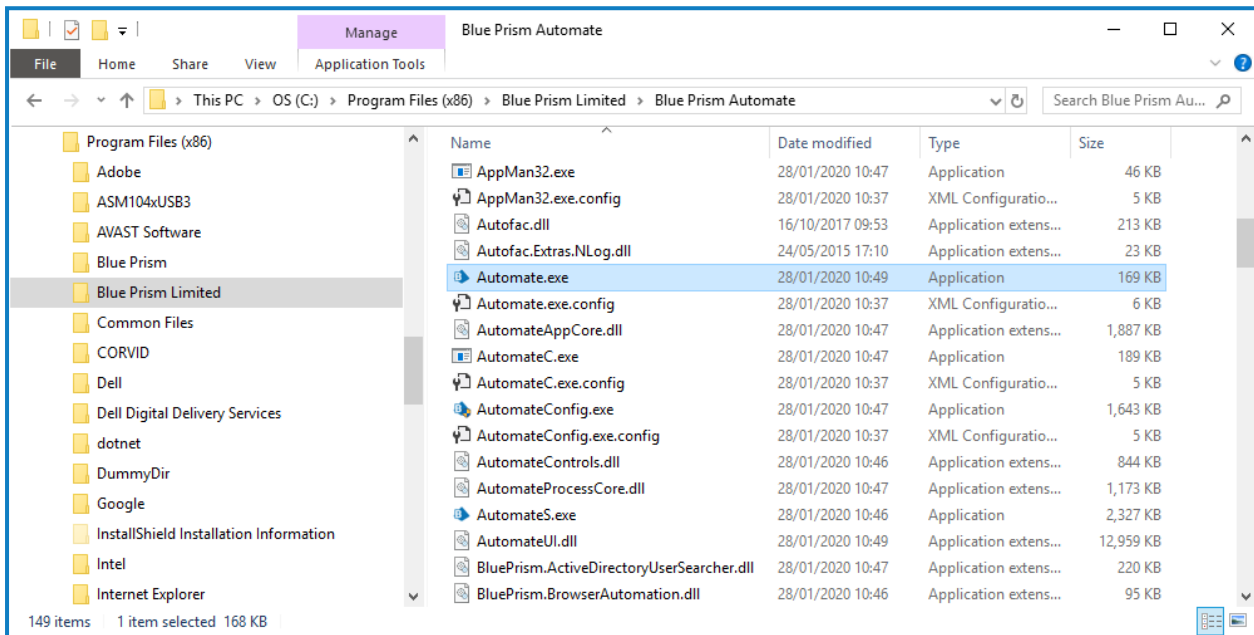 Manage
Blue Prism Automate
File Home Share View Application Tools
This PC > OS (C:) > Program Files (x86) > Blue Prism Limited > Blue Prism Automate
Search Blue Prism Au...
Program Files (x86)
Adobe
ASM104xUSB3
AVAST Software
Blue Prism
Blue Prism Limited
Common Files
CORVID
Dell
Dell Digital Delivery Services
dotnet
DummyDir
Google
InstallShield Installation Information
Intel
Internet Explorer
Name Date modified Type Size
AppMan32.exe 28/01/2020 10:47 Application 46 KB
AppMan32.exe.config 28/01/2020 10:37 XML Configuratio... 5 KB
Autofac.dll 16/10/2017 09:53 Application extens... 213 KB
Autofac.Extras.NLog.dll 24/05/2015 17:10 Application extens... 23 KB
Automate.exe 28/01/2020 10:49 Application 169 KB
Automate.exe.config 28/01/2020 10:37 XML Configuratio... 6 KB
AutomateAppCore.dll 28/01/2020 10:47 Application extens... 1,887 KB
AutomateC.exe 28/01/2020 10:47 Application 189 KB
AutomateC.exe.config 28/01/2020 10:37 XML Configuratio... 5 KB
AutomateConfig.exe 28/01/2020 10:47 Application 1,643 KB
AutomateConfig.exe.config 28/01/2020 10:37 XML Configuratio... 5 KB
AutomateControls.dll 28/01/2020 10:46 Application extens... 844 KB
AutomateProcessCore.dll 28/01/2020 10:47 Application extens... 1,173 KB
AutomateS.exe 28/01/2020 10:46 Application 2,327 KB
AutomateUI.dll 28/01/2020 10:49 Application extens... 12,959 KB
BluePrism.ActiveDirectoryUserSearcher.dll 28/01/2020 10:47 Application extens... 220 KB
BluePrism.BrowserAutomation.dll 28/01/2020 10:46 Application extens... 95 KB
149 items 1 item selected 168 KB